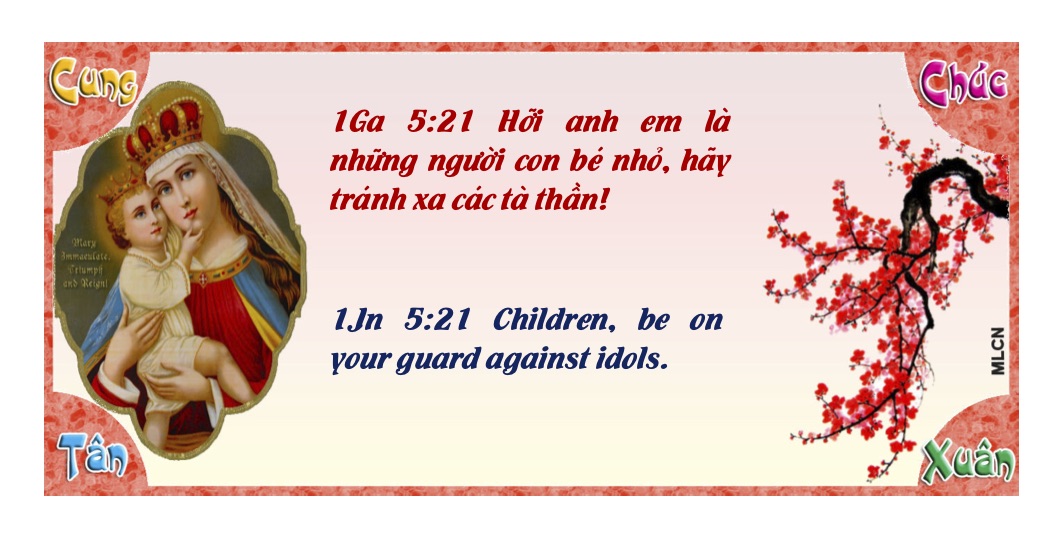 Cung
Chúc
1Ga 5:21 Hỡi anh em là
những người con bé nhỏ, hãy
tránh xa các tà thần!
Mary
Immaculate,
Triumph
and Reign!
1Jn 5:21 Children, be on
your guard against idols.
MLCN
Tân
Xuân